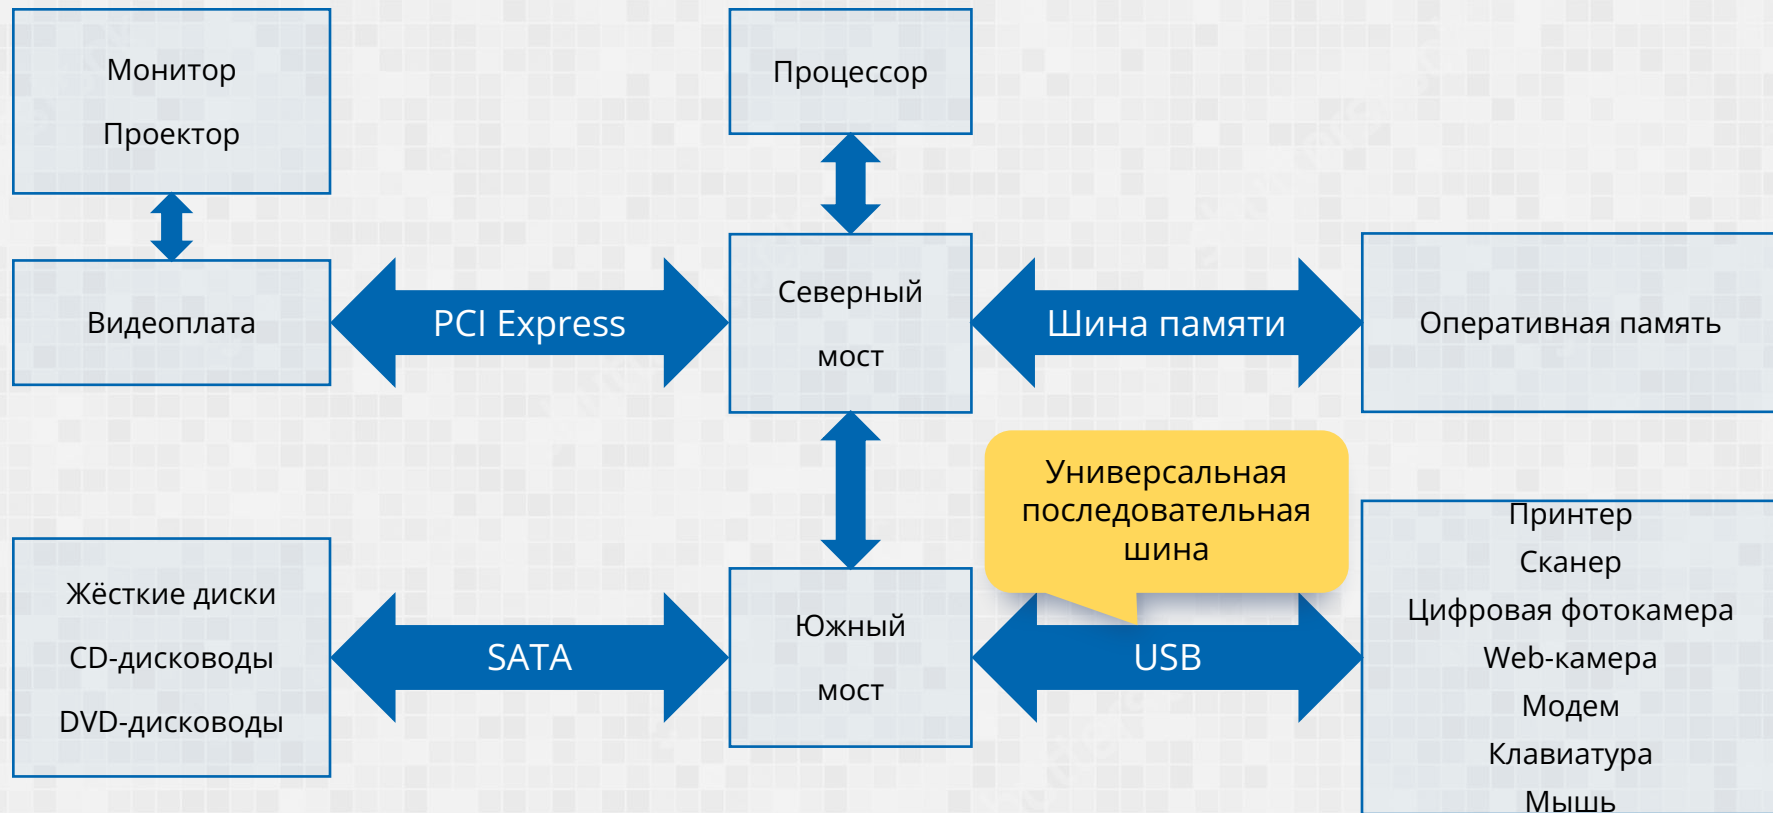 Монитор
Проектор
Процессор
Видеоплата
PCI Express
Северный
мост
Шина памяти
Оперативная память
Универсальная
последовательная
шина
Жёсткие диски
CD-дисководы
DVD-дисководы
SATA
Южный
мост
USB
Принтер
Сканер
Цифровая фотокамера
Web-камера
Модем
Клавиатура
Мышь